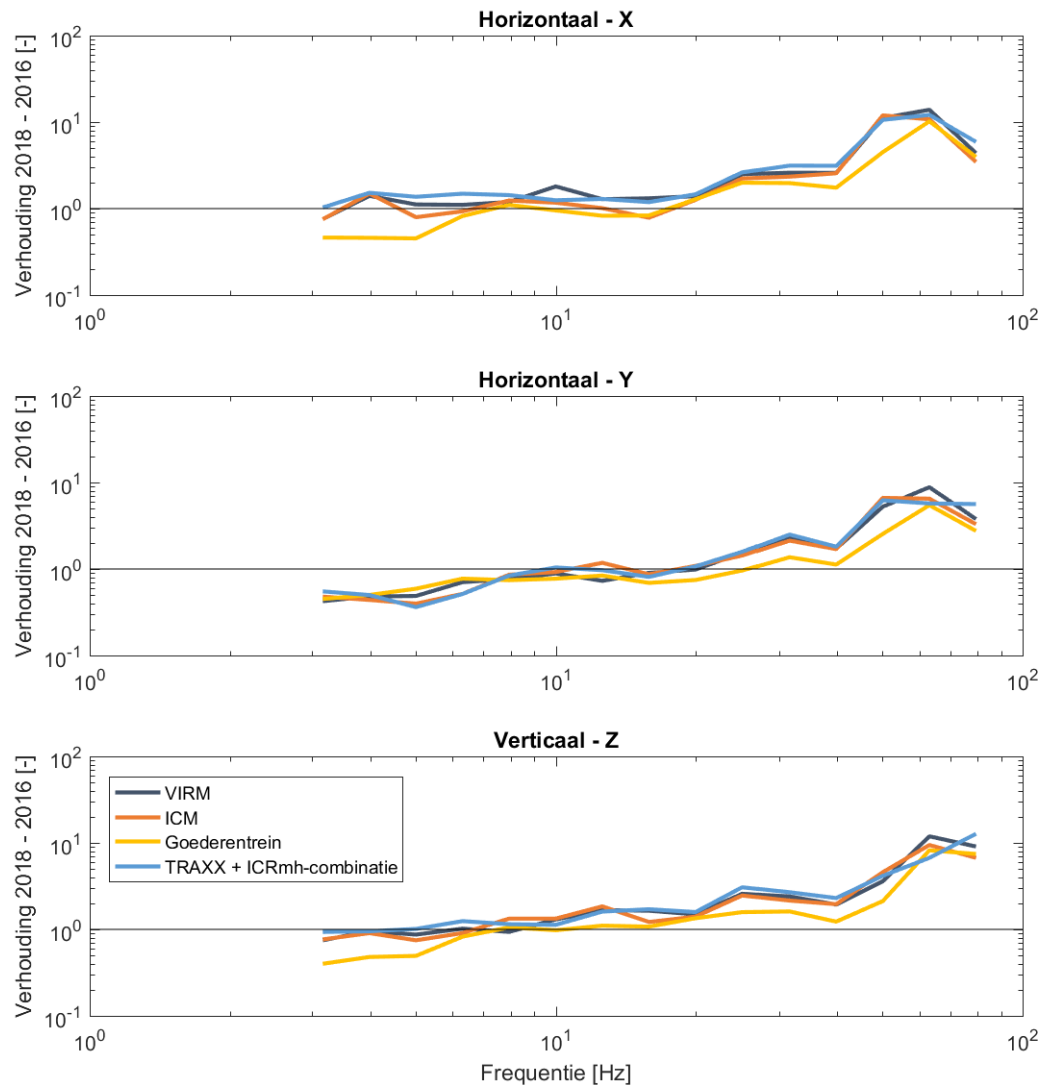 Horizontaal - X
Verhouding 2018 - 2016 [-]
10^2
10^1
10^0
10^-1
10^0 10^1 10^2
Horizontaal - Y
Verhouding 2018 - 2016 [-]
10^2
10^1
10^0
10^-1
10^0 10^1 10^2
Verticaal - Z
Verhouding 2018 - 2016 [-]
10^2
10^1
10^0
10^-1
VIRM
ICM
Goederentrein
TRAXX + ICRmh-combinatie
10^0 10^1 10^2
Frequentie [Hz]